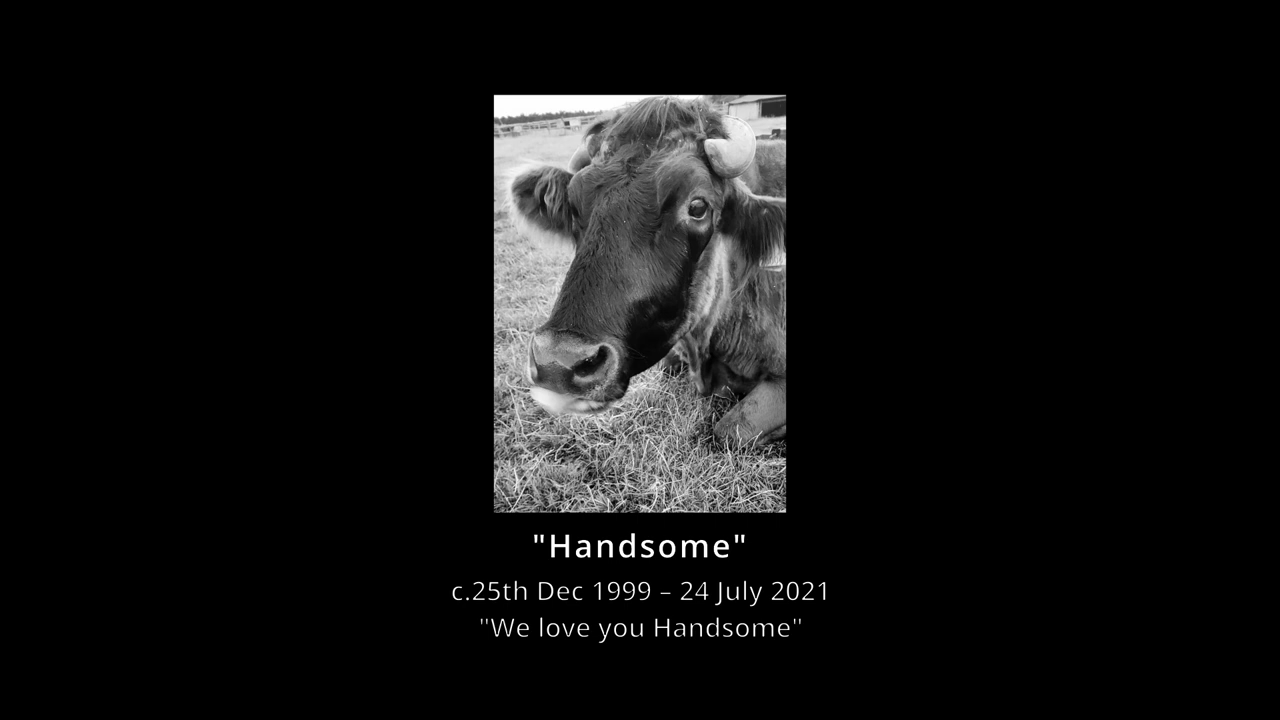 "Handsome"
c.25th Dec 1999 – 24 July 2021
"We love you Handsome"